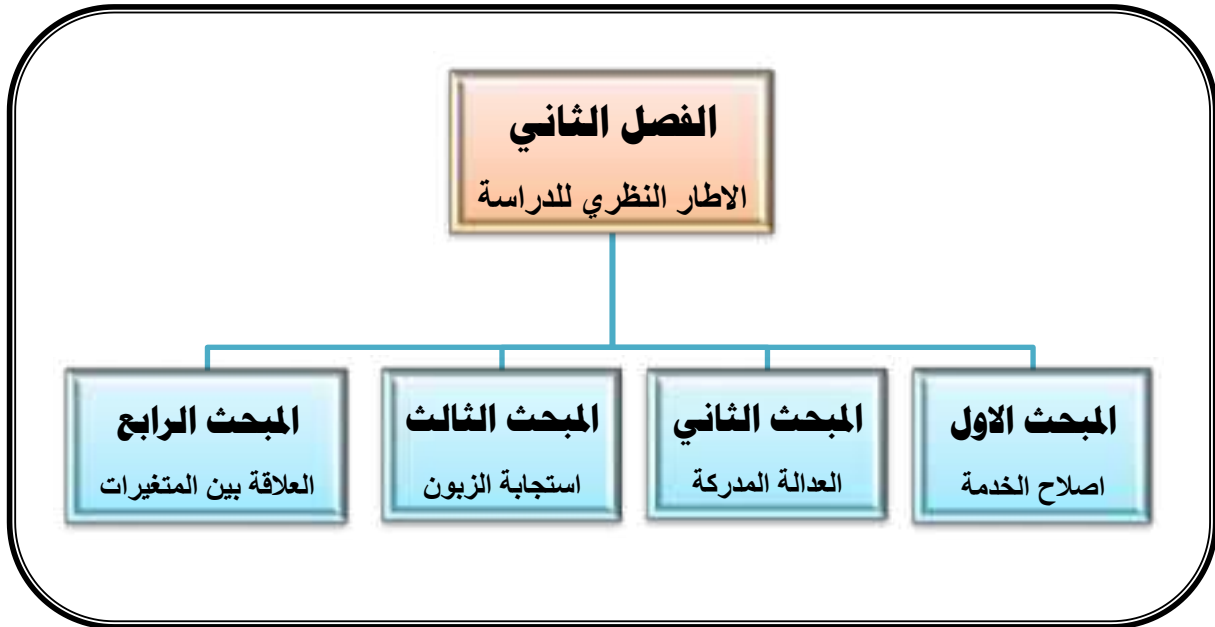 الفصل الثاني
الاطار النظري للدراسة
المبحث الاول
اصلاح الخدمة
المبحث الثاني
العدالة المدركة
المبحث الثالث
استجابة الزبون
المبحث الرابع
العلاقة بين المتغيرات